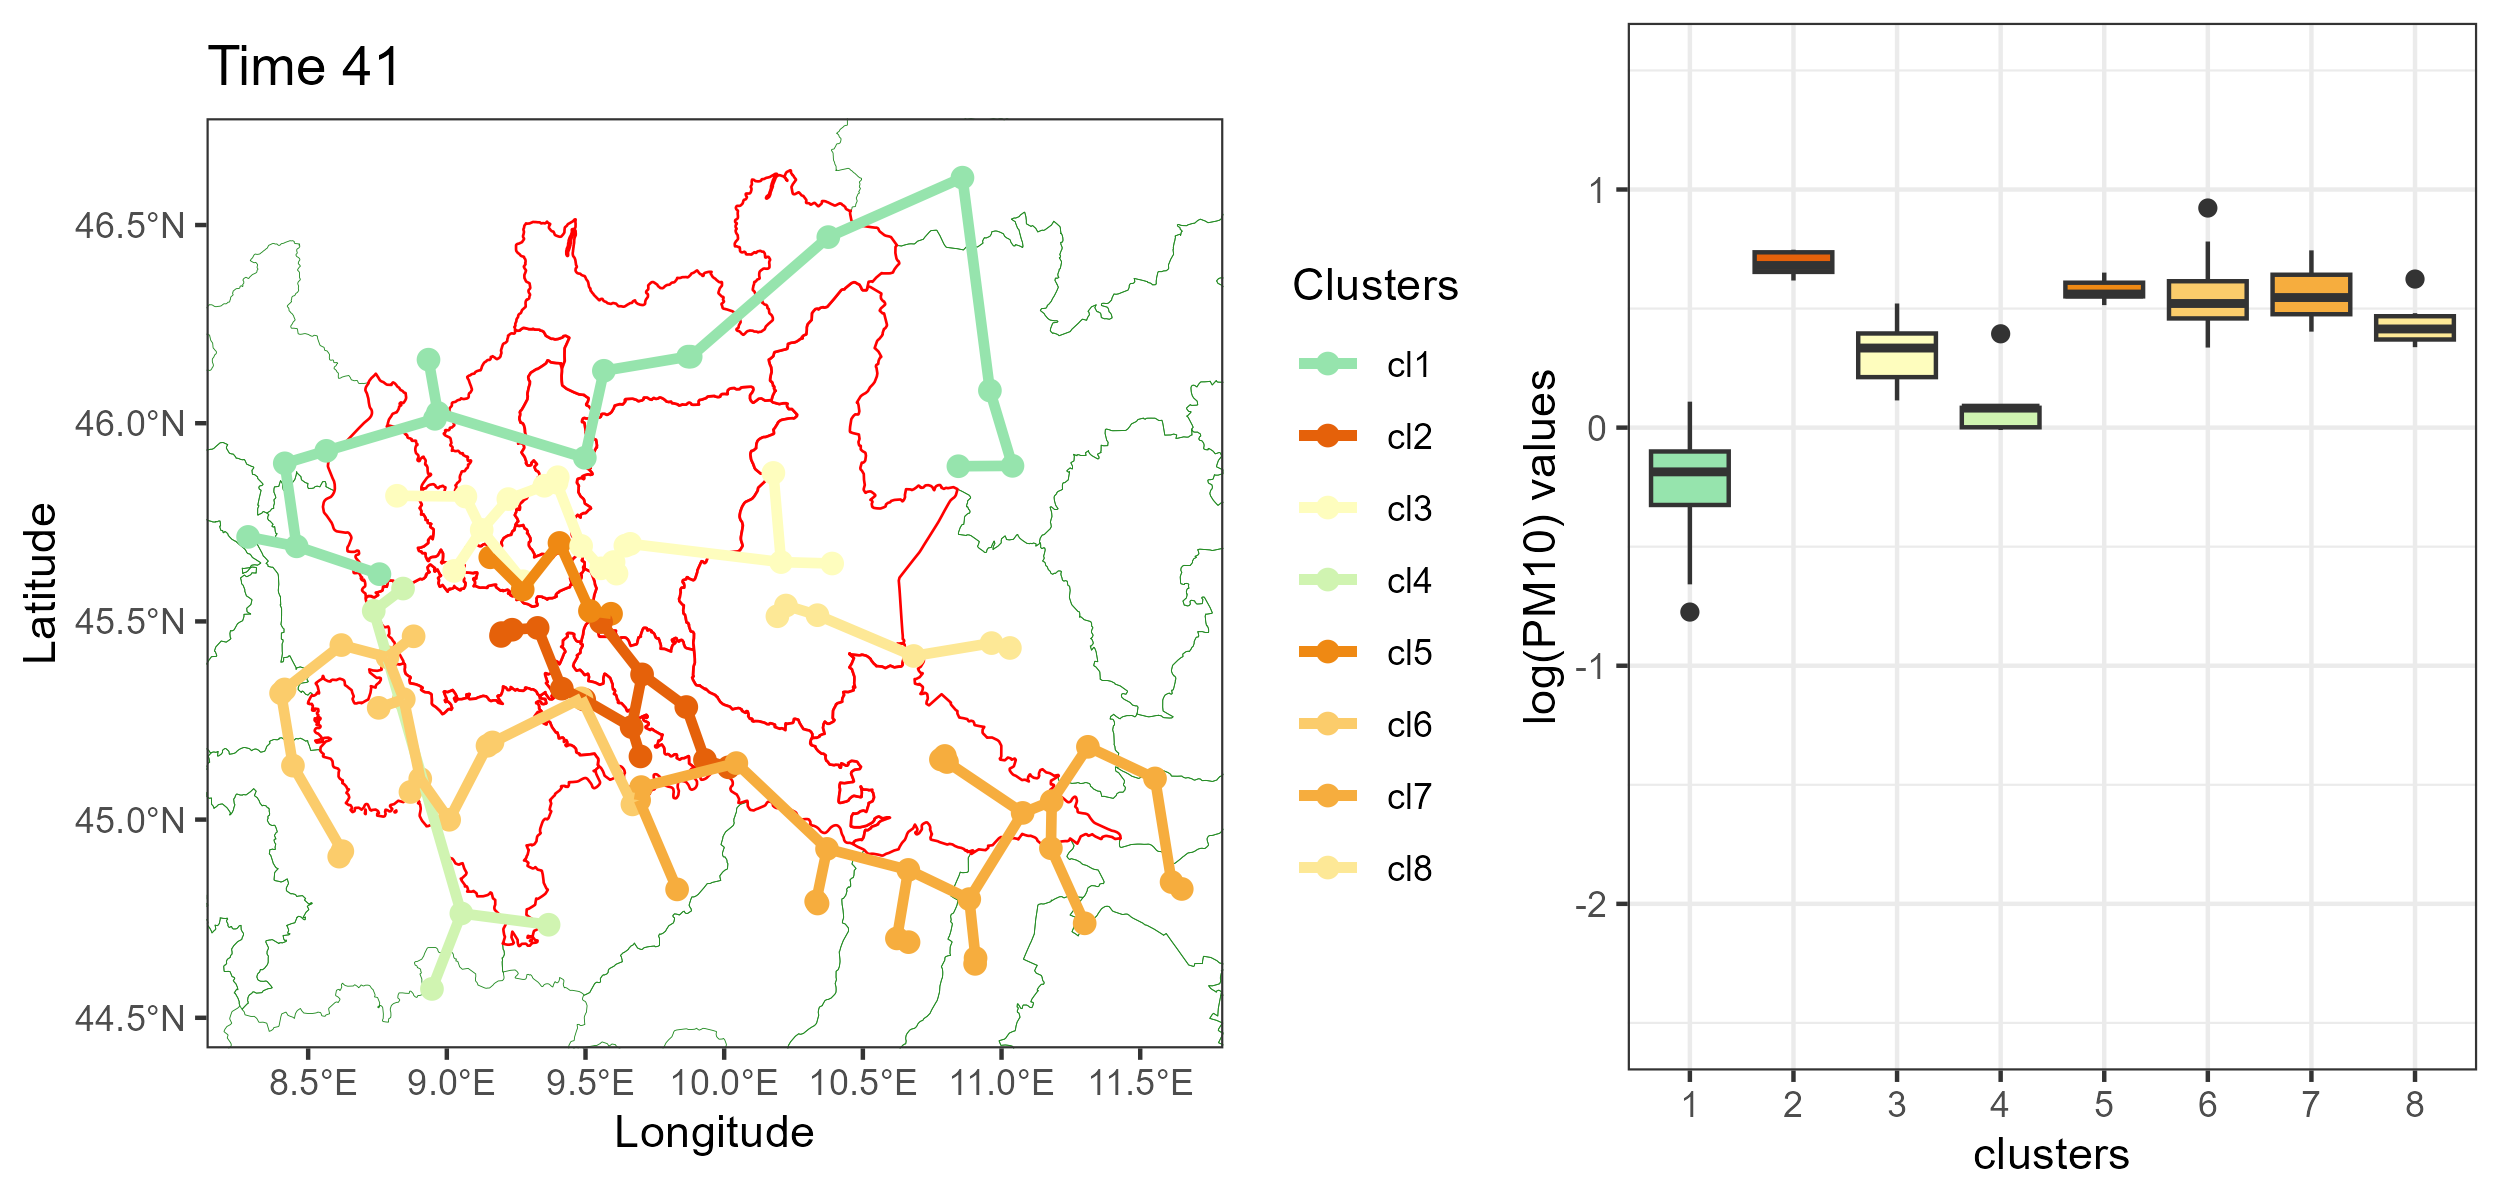 Time 41
46.5°N
46.0°N
45.5°N
45.0°N
44.5°N
Latitude
8.5°E 9.0°E 9.5°E 10.0°E 10.5°E 11.0°E 11.5°E
Longitude
Clusters
cl1
cl2
cl3
cl4
cl5
cl6
cl7
cl8
log(PM10) values
1
0
-1
-2
1 2 3 4 5 6 7 8
clusters